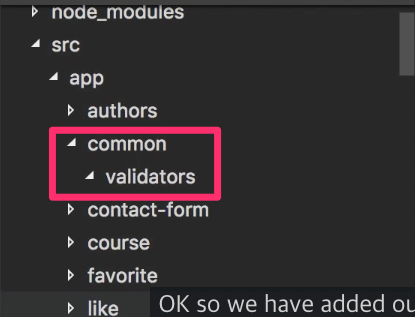 node_modules
src
app
authors
common
validators
contact-form
course
favorite
like
OK so we have added ou